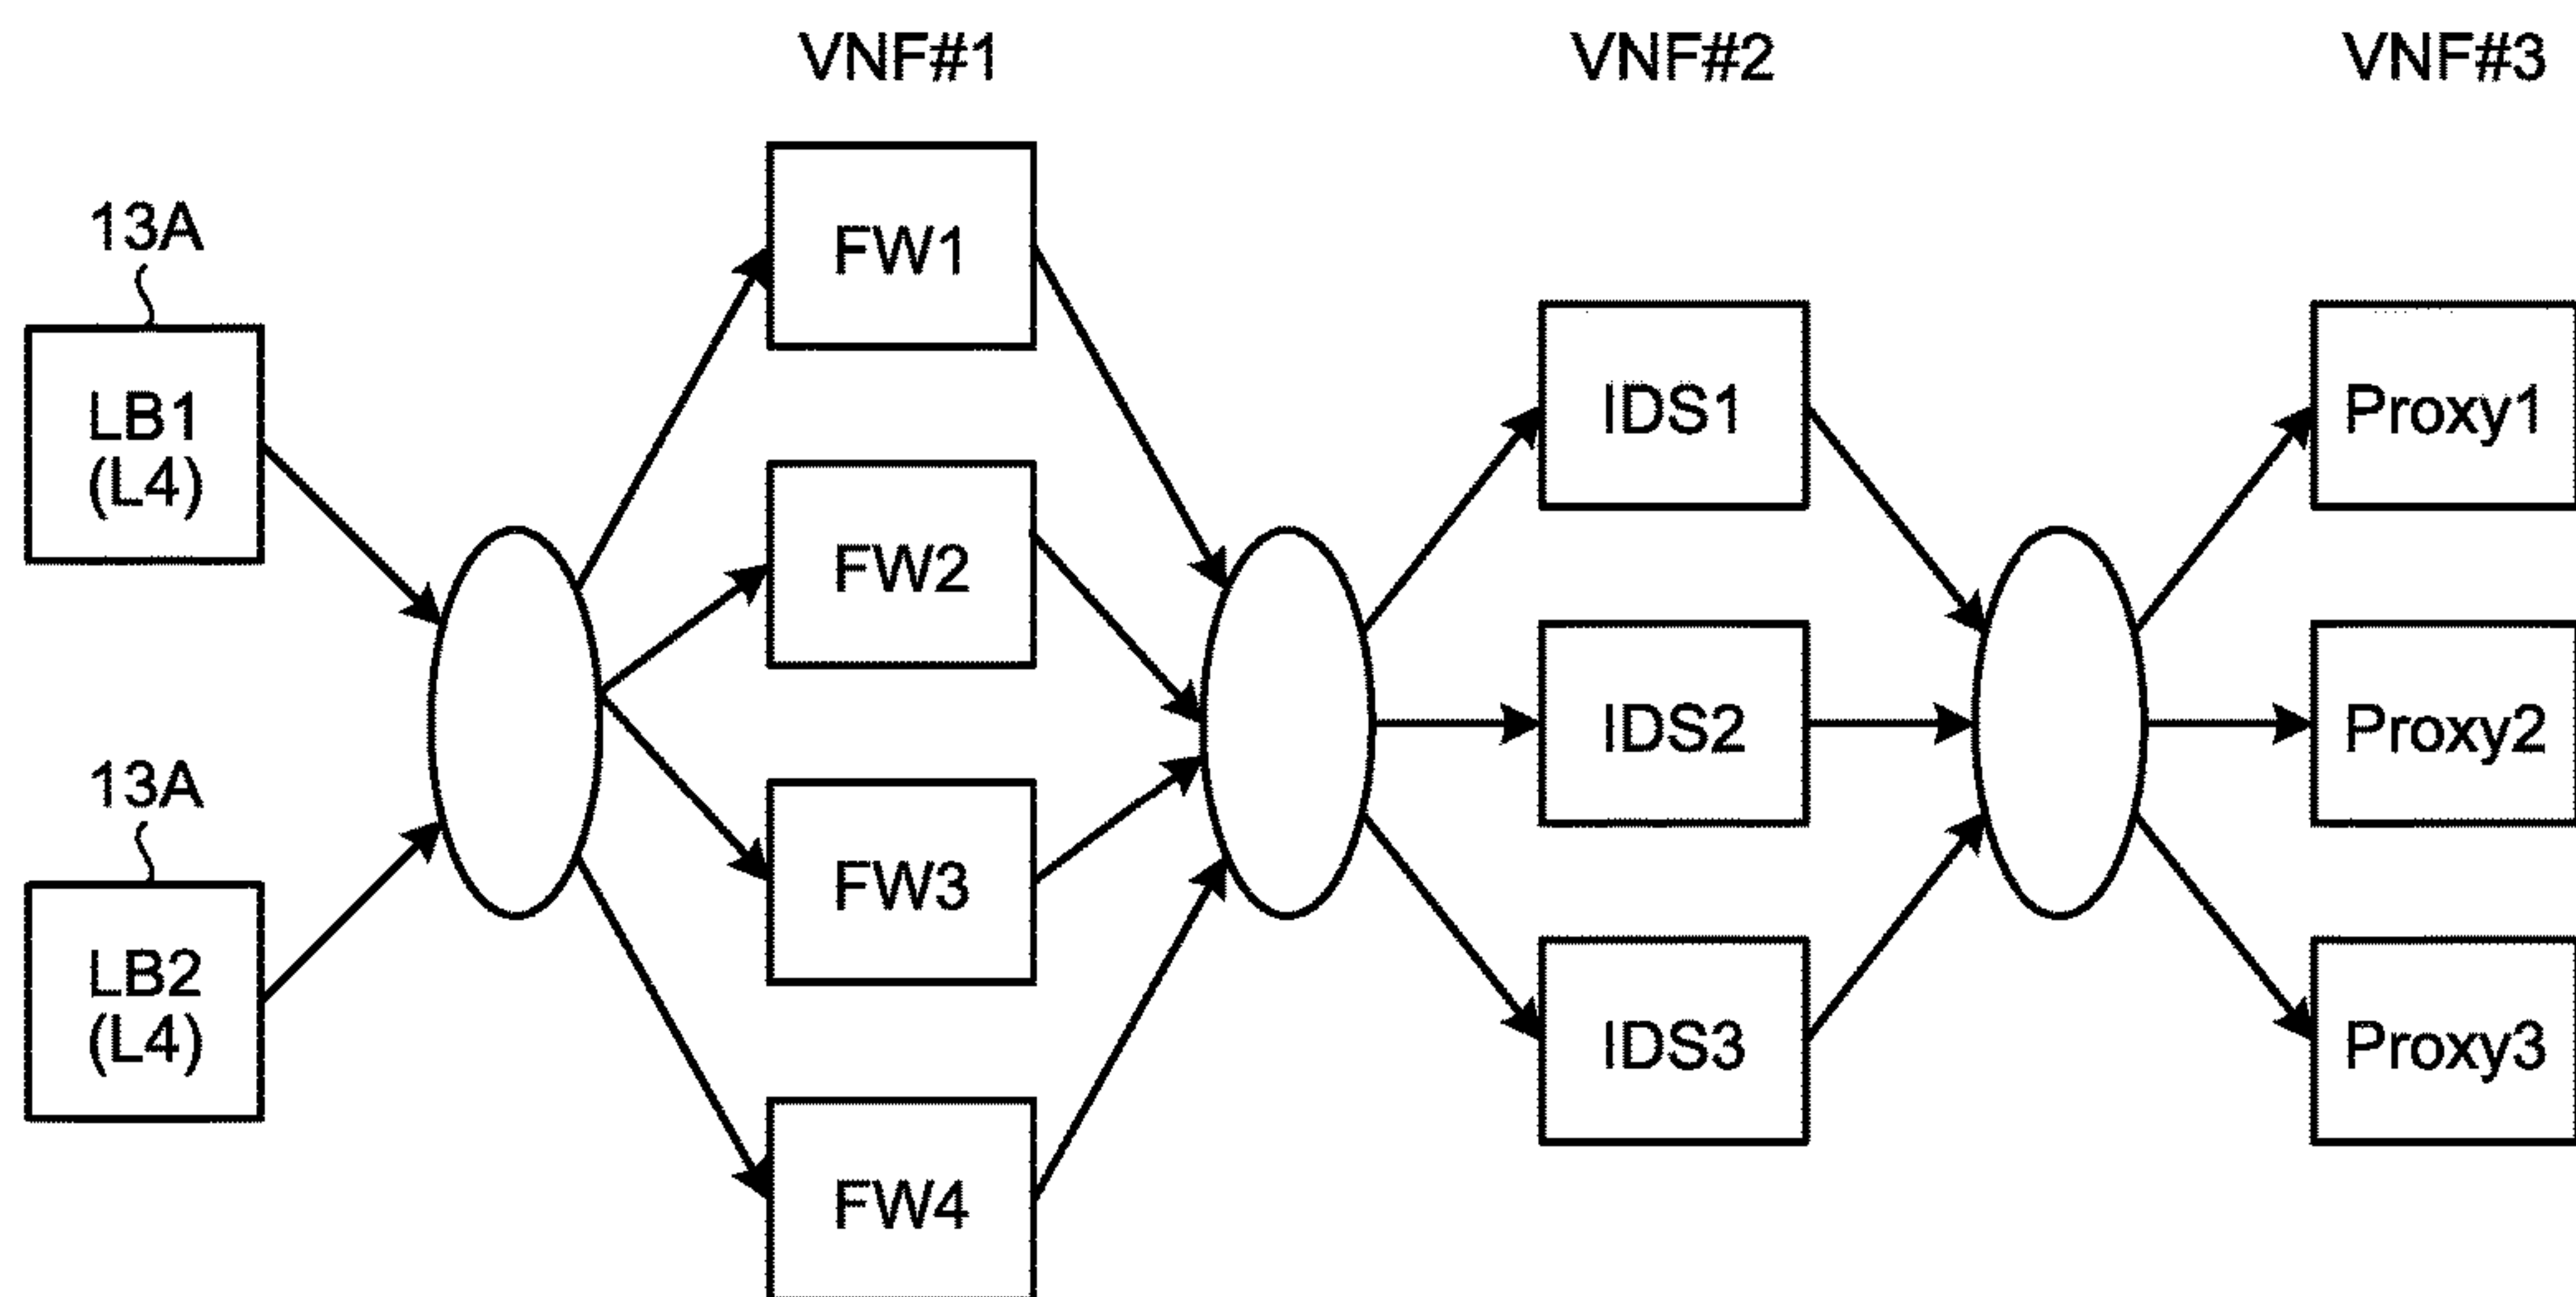 VNF#1
VNF#2
VNF#3
13A
LB1
(L4)
13A
LB2
(L4)
FW1
FW2
FW3
FW4
IDS1
IDS2
IDS3
Proxy1
Proxy2
Proxy3